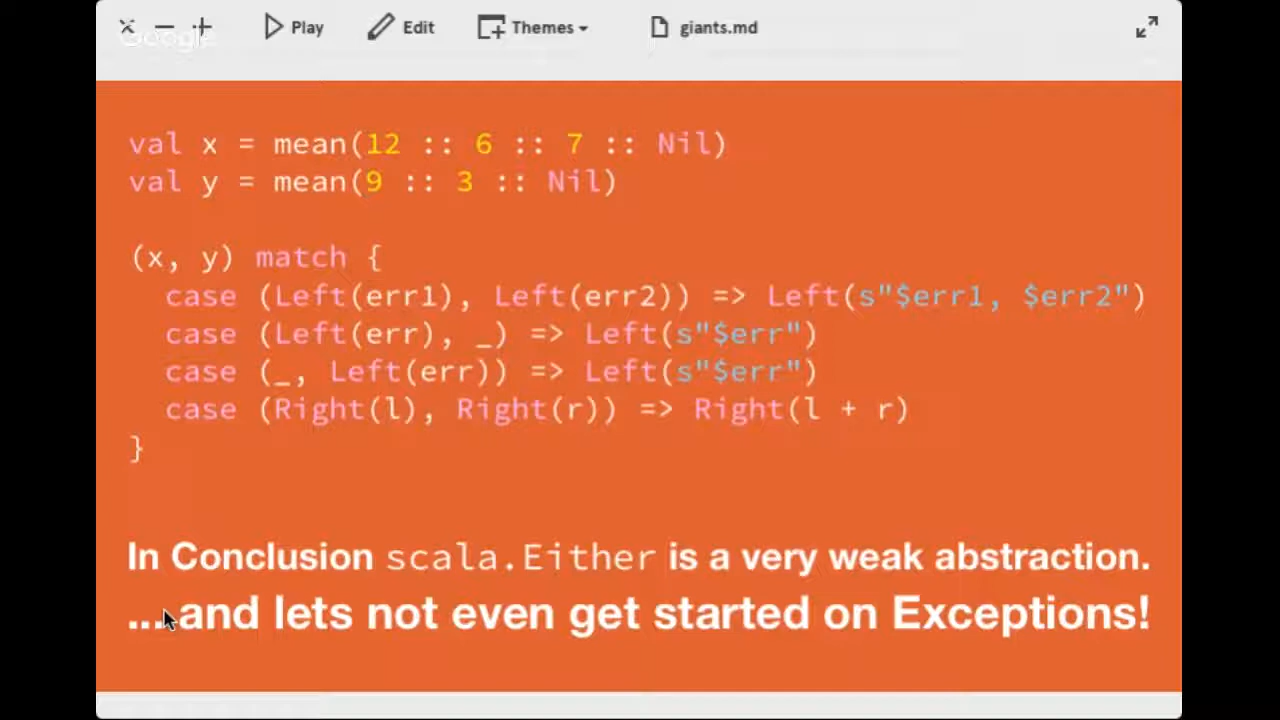 Google
Play Edit Themes giants.md
val x = mean(12 :: 6 :: 7 :: Nil)
val y = mean(9 :: 3 :: Nil)
(x, y) match {
case (Left(err1), Left(err2)) => Left(s"$err1, $err2")
case (Left(err), _) => Left(s"$err")
case (_, Left(err)) => Left(s"$err")
case (Right(l), Right(r)) => Right(l + r)
}
In Conclusion scala.Either is a very weak abstraction.
...and lets not even get started on Exceptions!